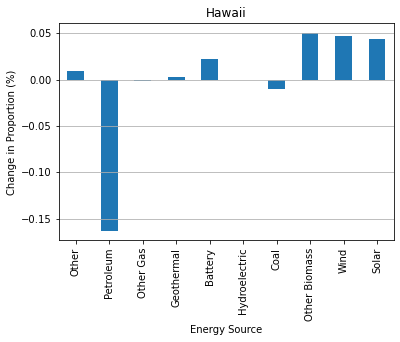 Hawaii
0.05
0.00
−0.05
−0.10
−0.15
Change in Proportion (%)
Other
Petroleum
Other Gas
Geothermal
Battery
Hydroelectric
Coal
Other Biomass
Wind
Solar
Energy Source